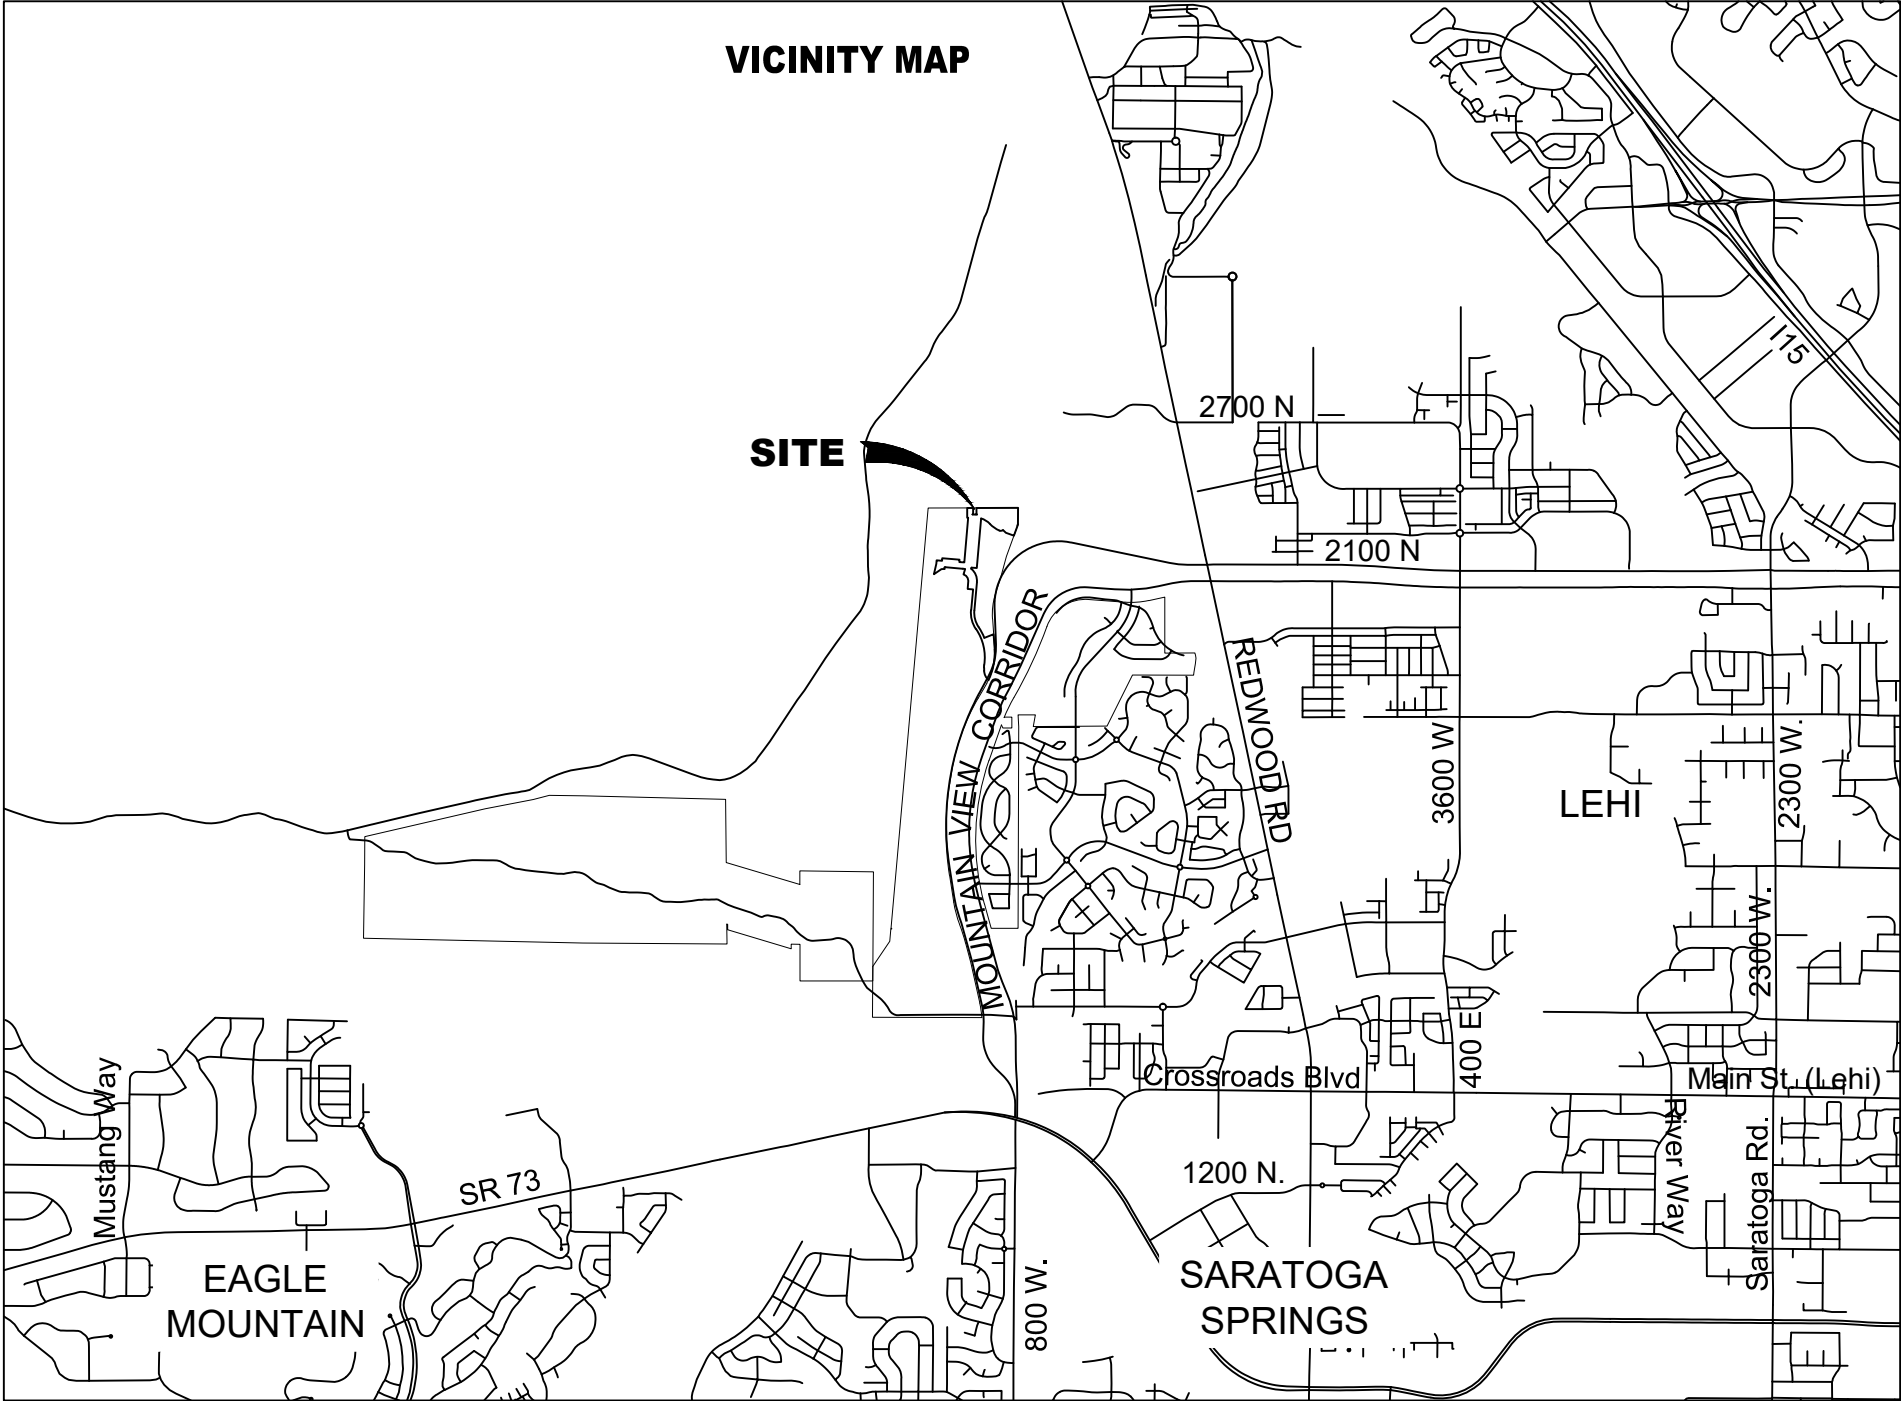 VICINITY MAP
I15
2700 N
SITE
2100 N
MOUNTAIN VIEW CORRIDOR
REDWOOD RD
3600 W
2300 W.
LEHI
2300 W.
400 E
Mustang Way
Crossroads Blvd
Main St. (Lehi)
River Way
Saratoga Rd.
SR 73
1200 N.
800 W.
EAGLE
MOUNTAIN
SARATOGA
SPRINGS